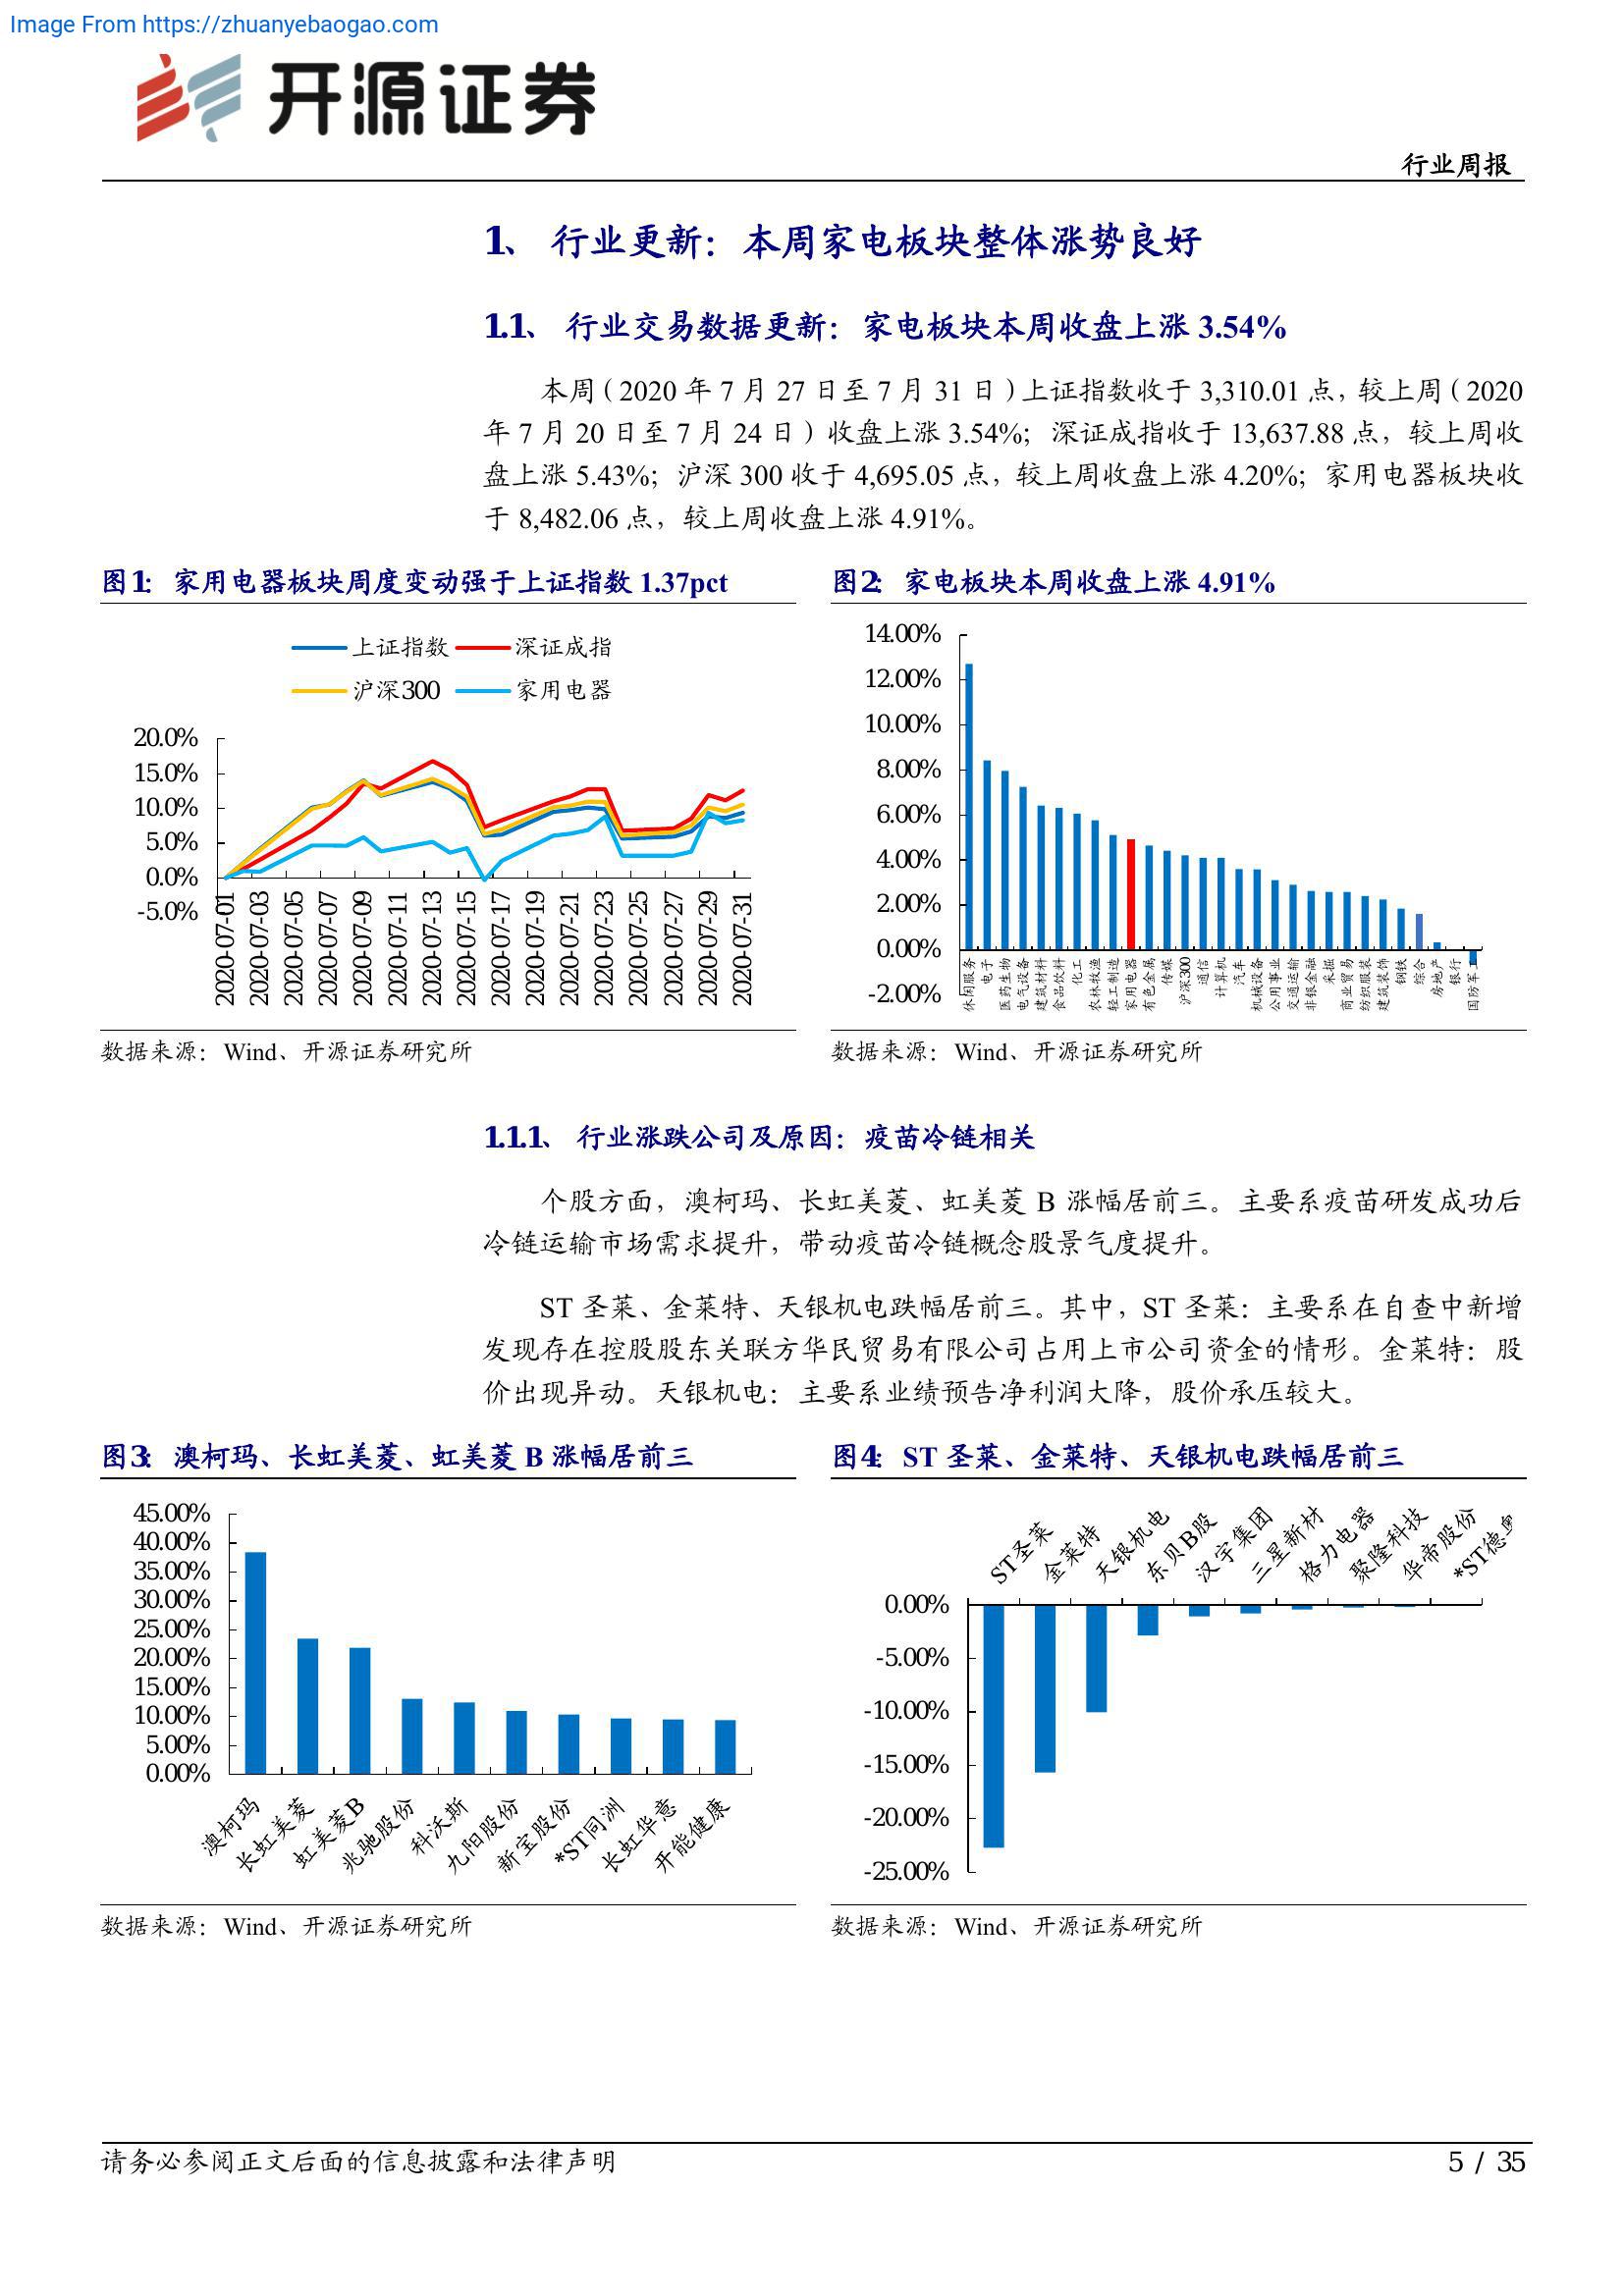 Image From https://zhuanyebaogao.com
开源证券
行业周报
1、 行业更新：本周家电板块整体涨势良好
1.1、 行业交易数据更新：家电板块本周收盘上涨 3.54%
本周（2020 年 7 月 27 日至 7 月 31 日）上证指数收于 3,310.01 点，较上周（2020
年 7 月 20 日至 7 月 24 日）收盘上涨 3.54%；深证成指收于 13,637.88 点，较上周收
盘上涨 5.43%；沪深 300 收于 4,695.05 点，较上周收盘上涨 4.20%；家用电器板块收
于 8,482.06 点，较上周收盘上涨 4.91%。
图1：家用电器板块周度变动强于上证指数 1.37pct
上证指数 深证成指
沪深300 家用电器
20.0%
15.0%
10.0%
5.0%
0.0%
-5.0%
2020-07-01
2020-07-03
2020-07-05
2020-07-07
2020-07-09
2020-07-11
2020-07-13
2020-07-15
2020-07-17
2020-07-19
2020-07-21
2020-07-23
2020-07-25
2020-07-27
2020-07-29
2020-07-31
数据来源：Wind、开源证券研究所
图2：家电板块本周收盘上涨 4.91%
14.00%
12.00%
10.00%
8.00%
6.00%
4.00%
2.00%
0.00%
-2.00%
休闲服务
电子
医药生物
电气设备
建筑材料
食品饮料
化工
农林牧渔
轻工制造
家用电器
有色金属
传媒
沪深300
通信
计算机
汽车
机械设备
公用事业
交通运输
非银金融
采掘
商业贸易
纺织服装
建筑装饰
钢铁
综合
房地产
银行
国防军工
数据来源：Wind、开源证券研究所
1.1.1、 行业涨跌公司及原因：疫苗冷链相关
个股方面，澳柯玛、长虹美菱、虹美菱 B 涨幅居前三。主要系疫苗研发成功后
冷链运输市场需求提升，带动疫苗冷链概念股景气度提升。
ST 圣莱、金莱特、天银机电跌幅居前三。其中，ST 圣莱：主要系在自查中新增
发现存在控股股东关联方华民贸易有限公司占用上市公司资金的情形。金莱特：股
价出现异动。天银机电：主要系业绩预告净利润大降，股价承压较大。
图3：澳柯玛、长虹美菱、虹美菱 B 涨幅居前三
45.00%
40.00%
35.00%
30.00%
25.00%
20.00%
15.00%
10.00%
5.00%
0.00%
澳柯玛
长虹美菱
虹美菱B
兆驰股份
科沃斯
九阳股份
新宝股份
*ST同洲
长虹华意
开能健康
数据来源：Wind、开源证券研究所
图4：ST 圣莱、金莱特、天银机电跌幅居前三
ST圣莱
金莱特
天银机电
东贝B股
汉宇集团
三星新材
格力电器
聚隆科技
华帝股份
*ST德奥
0.00%
-5.00%
-10.00%
-15.00%
-20.00%
-25.00%
数据来源：Wind、开源证券研究所
请务必参阅正文后面的信息披露和法律声明
5 / 35